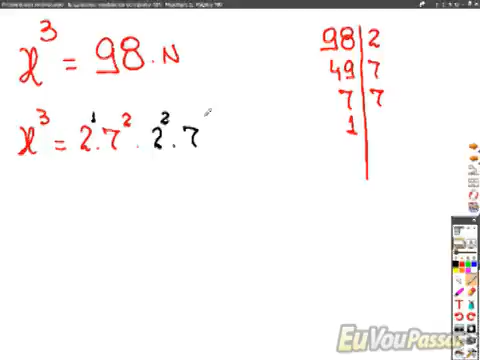 x³ = 98 . N
x³ = 2¹ . 7² . 2² . 7
98 | 2
49 | 7
7 | 7
1
EuVouPassar